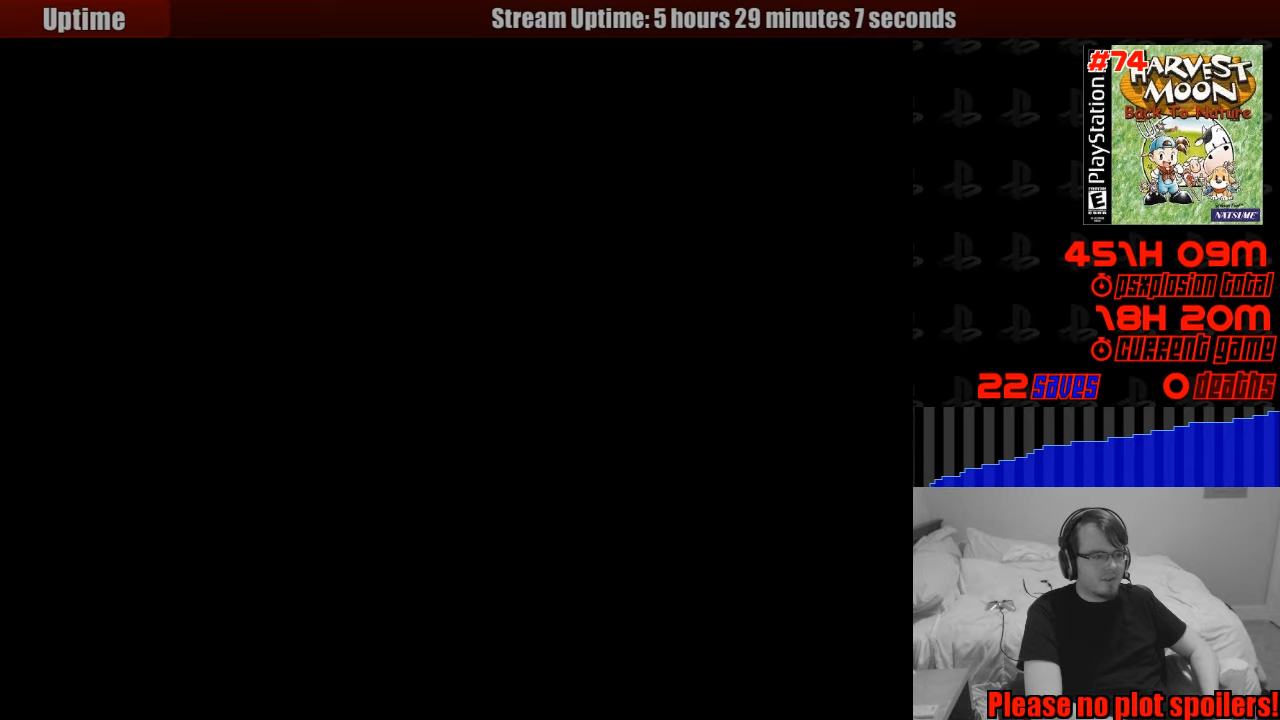 Uptime
Stream Uptime: 5 hours 29 minutes 7 seconds
#74
HARVEST
MOON
Back To Nature
PlayStation
E
NATSUME
451H 09M
psxplosion total
18H 20M
current game
22 saves
0 deaths
Please no plot spoilers!